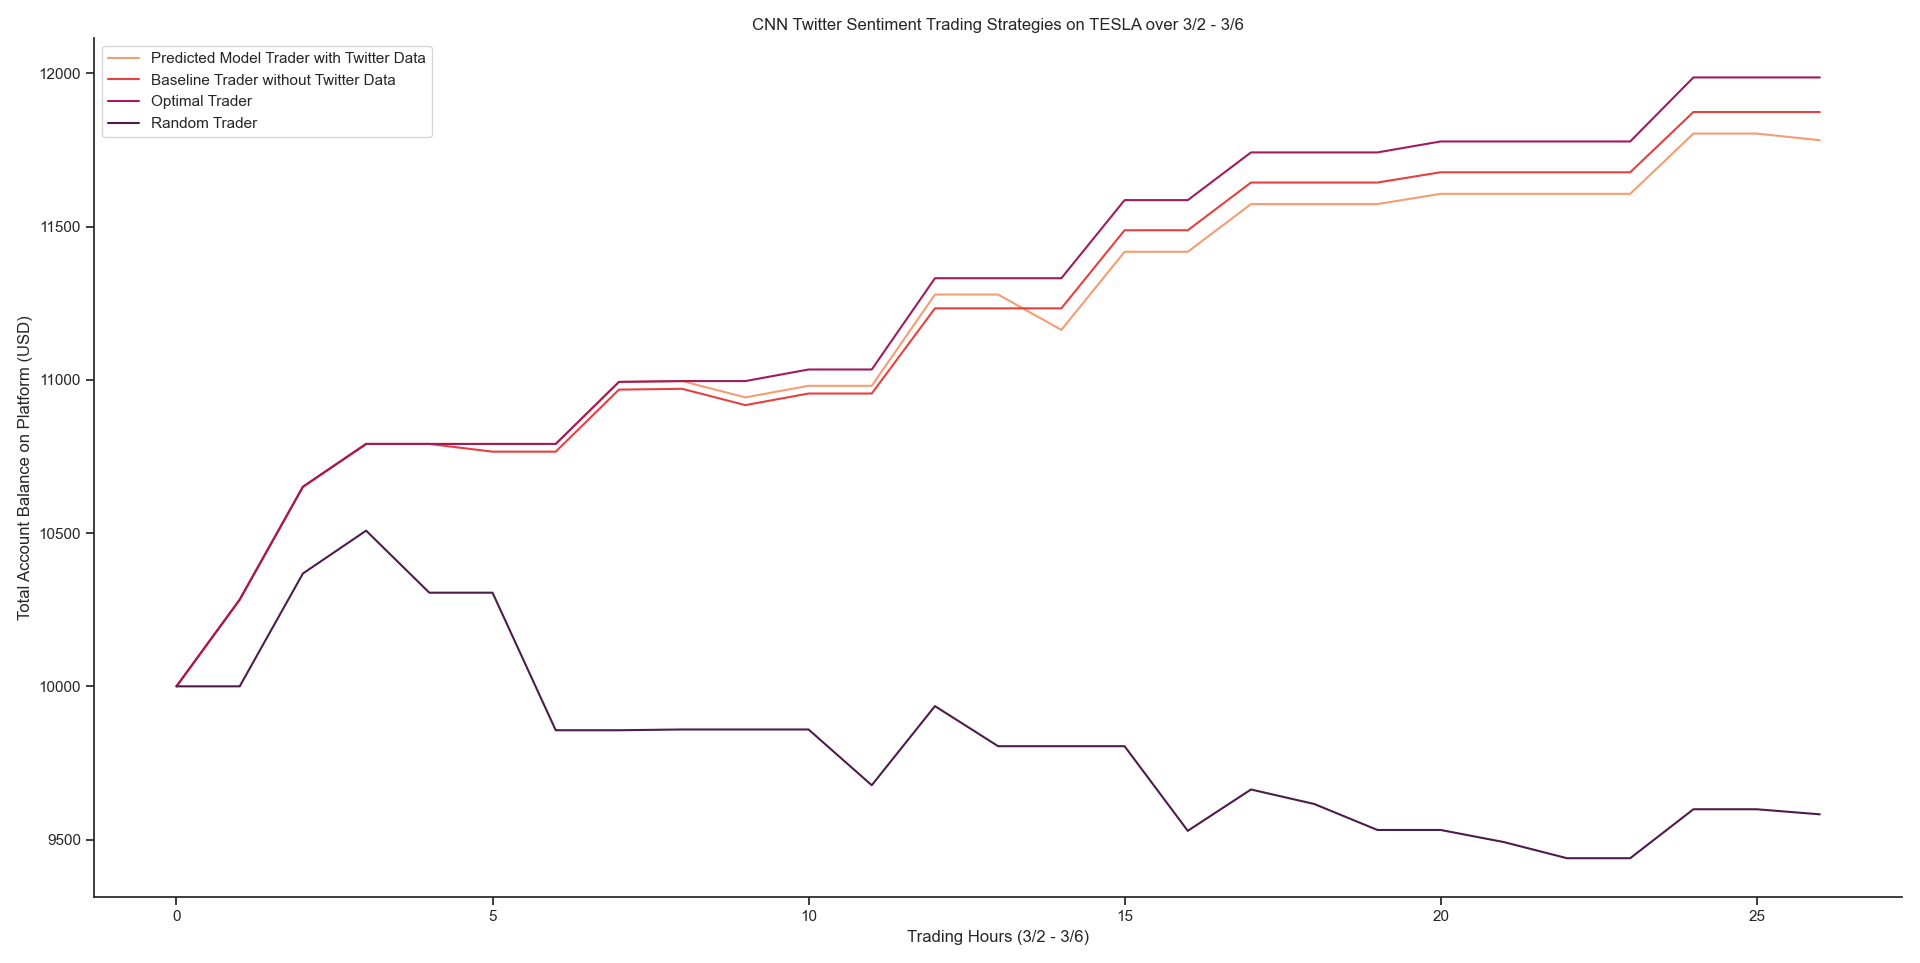 CNN Twitter Sentiment Trading Strategies on TESLA over 3/2 - 3/6
Predicted Model Trader with Twitter Data
Baseline Trader without Twitter Data
Optimal Trader
Random Trader
Total Account Balance on Platform (USD)
12000
11500
11000
10500
10000
9500
0 5 10 15 20 25
Trading Hours (3/2 - 3/6)